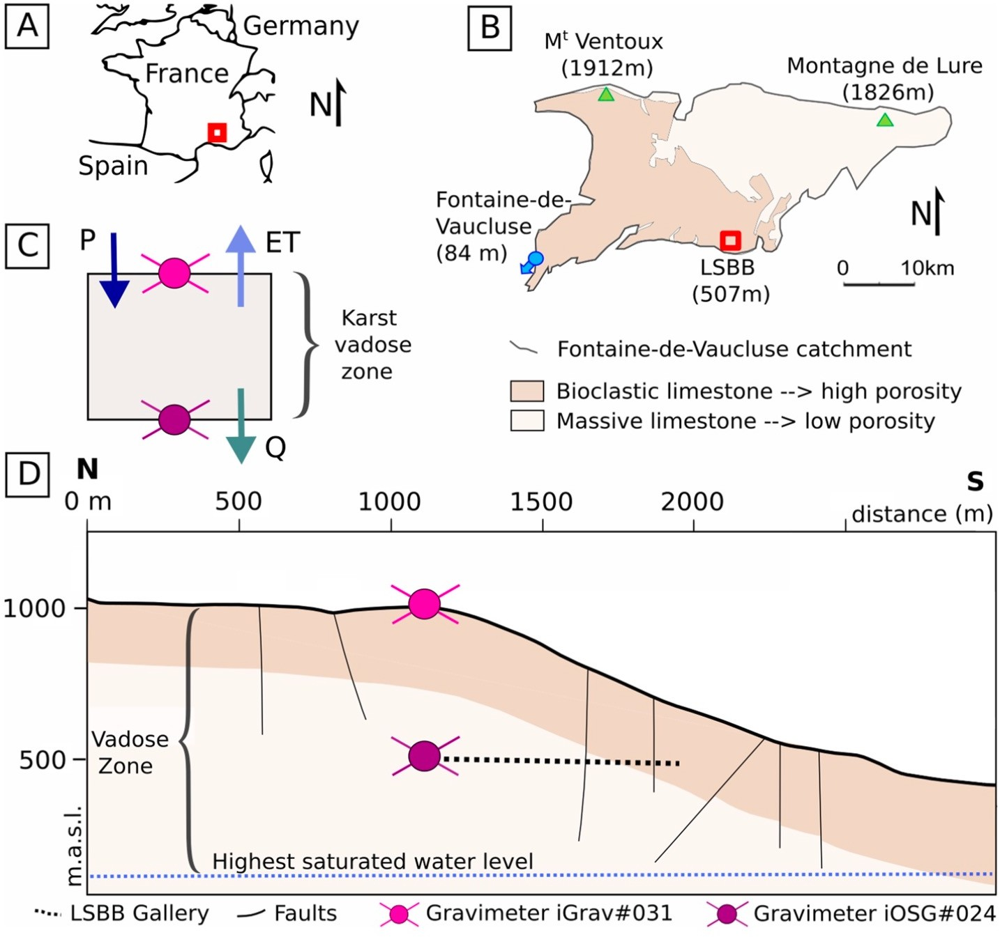 A
Germany
France
N
Spain
B
Mt Ventoux
(1912m)
Montagne de Lure
(1826m)
Fontaine-de-
Vaucluse
(84 m)
N
LSBB
(507m)
0 10km
Fontaine-de-Vaucluse catchment
Bioclastic limestone --> high porosity
Massive limestone --> low porosity
C
P
ET
Karst
vadose
zone
Q
D
N
S
0 m 500 1000 1500 2000
distance (m)
1000
Vadose
Zone
500
m.a.s.l.
Highest saturated water level
LSBB Gallery Faults Gravimeter iGrav#031 Gravimeter iOSG#024